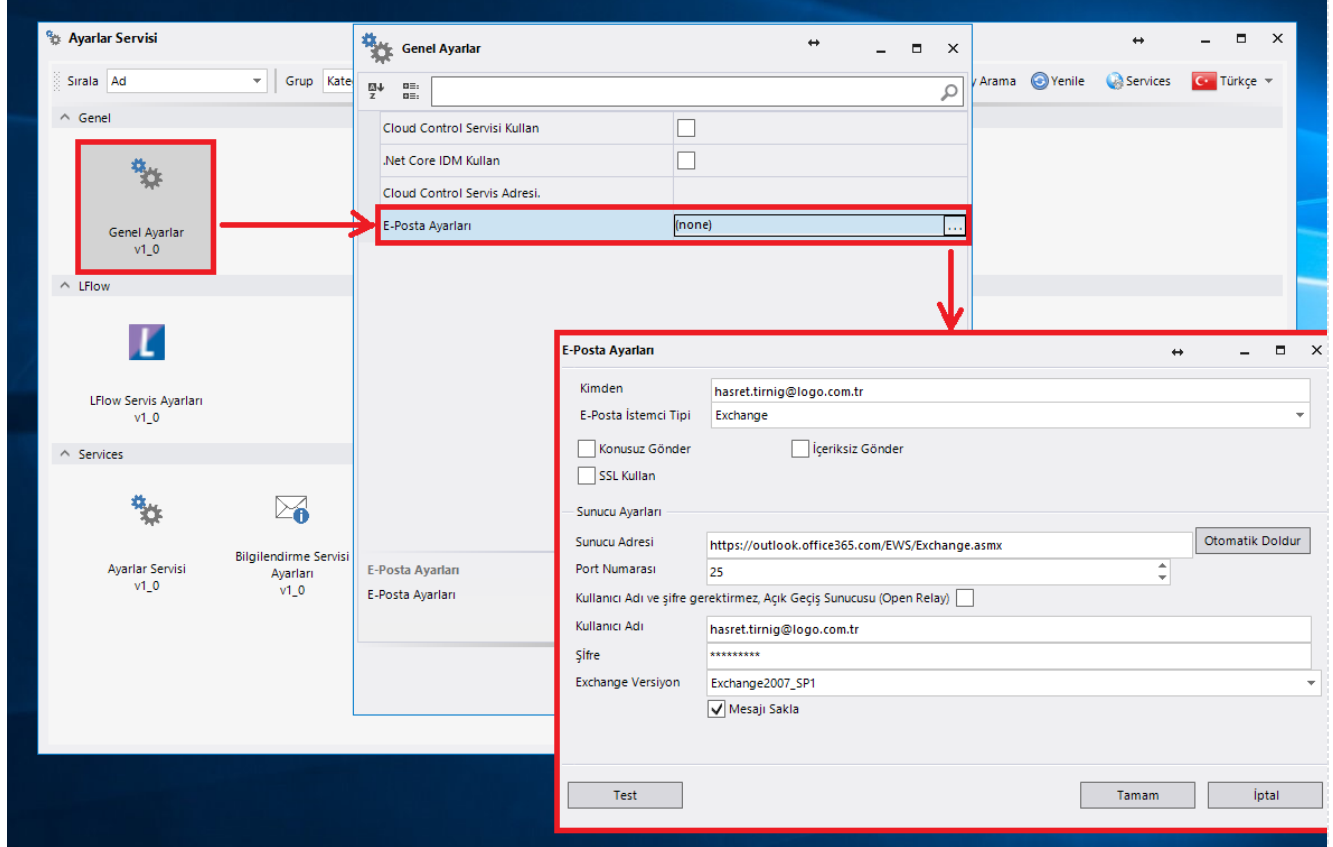 Ayarlar Servisi
Sırala Ad Grup Kate
y Arama Yenile Services Türkçe
Genel
Genel Ayarlar
v1_0
LFlow
LFlow Servis Ayarları
v1_0
Services
Ayarlar Servisi
v1_0
Bilgilendirme Servisi
Ayarları
v1_0
Genel Ayarlar
Cloud Control Servisi Kullan
.Net Core IDM Kullan
Cloud Control Servis Adresi.
E-Posta Ayarları (none) ...
E-Posta Ayarları
E-Posta Ayarları
E-Posta Ayarları
Kimden hasret.tirnig@logo.com.tr
E-Posta İstemci Tipi Exchange
Konusuz Gönder İçeriksiz Gönder
SSL Kullan
Sunucu Ayarları
Sunucu Adresi https://outlook.office365.com/EWS/Exchange.asmx Otomatik Doldur
Port Numarası 25
Kullanıcı Adı ve şifre gerektirmez, Açık Geçiş Sunucusu (Open Relay)
Kullanıcı Adı hasret.tirnig@logo.com.tr
Şİfre *********
Exchange Versiyon Exchange2007_SP1
Mesajı Sakla
Test Tamam İptal